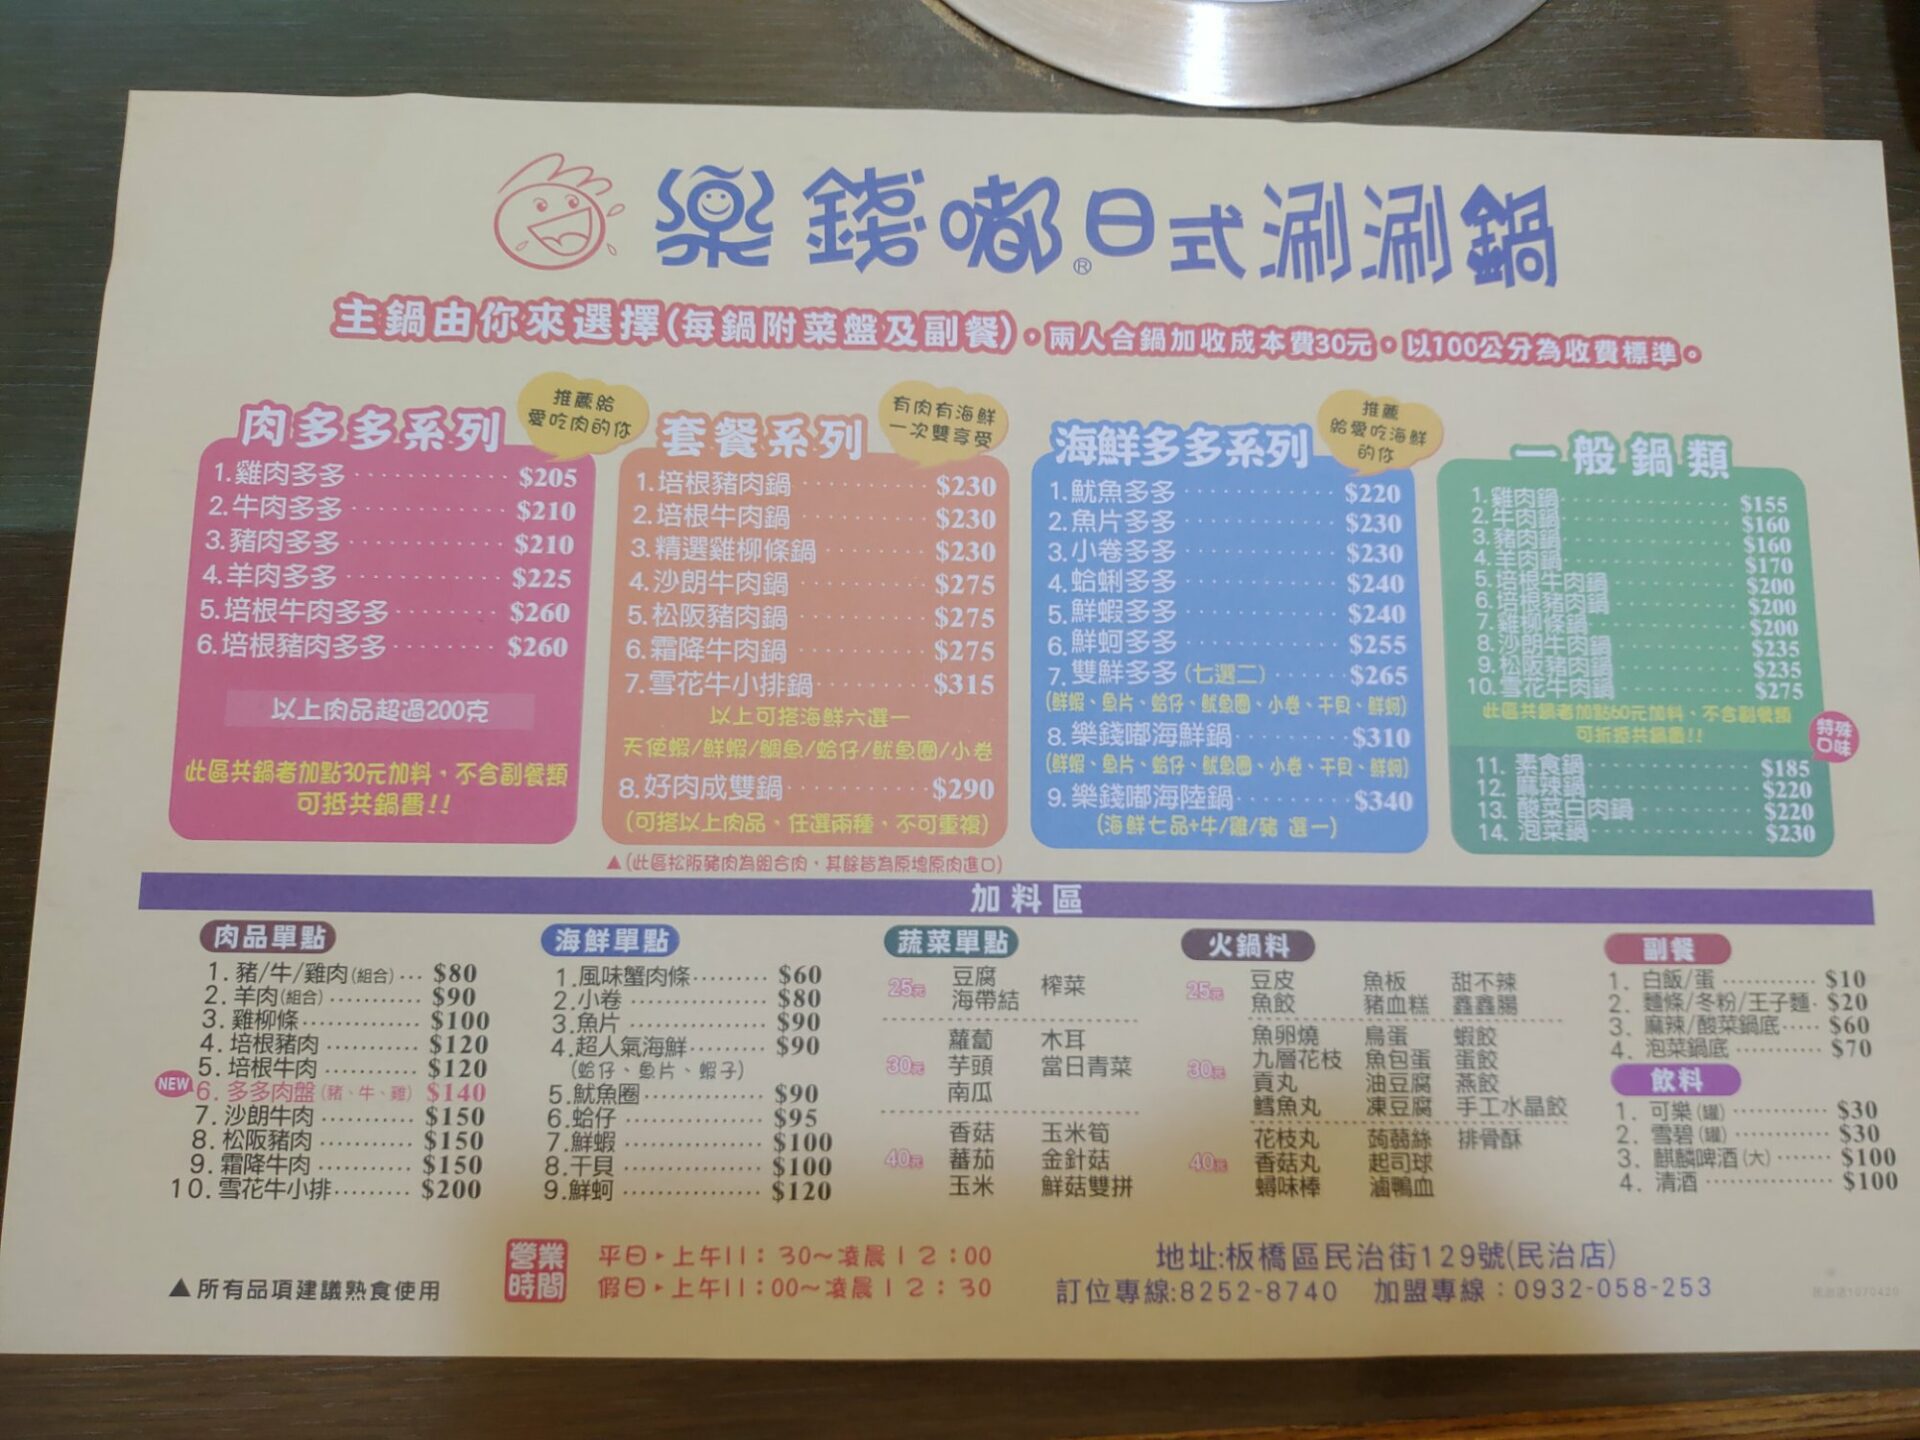 樂錢嘟®日式涮涮鍋
主鍋由你來選擇(每鍋附菜盤及副餐)，兩人合鍋加收成本費30元。以100公分為收費標準。
肉多多系列
推薦給
愛吃肉的你
1.雞肉多多 $205
2.牛肉多多 $210
3.豬肉多多 $210
4.羊肉多多 $225
5.培根牛肉多多 $260
6.培根豬肉多多 $260
以上肉品超過200克
此區共鍋者加點30元加料，不含副餐類
可抵共鍋費!!
套餐系列
有肉有海鮮
一次雙享受
1.培根豬肉鍋 $230
2.培根牛肉鍋 $230
3.精選雞柳條鍋 $230
4.沙朗牛肉鍋 $275
5.松阪豬肉鍋 $275
6.霜降牛肉鍋 $275
7.雪花牛小排鍋 $315
以上可搭海鮮六選一
天使蝦/鮮蝦/鯛魚/蛤仔/魷魚圈/小卷
8.好肉成雙鍋 $290
(可搭以上肉品、任選兩種，不可重複)
▲(此區松阪豬肉為組合肉，其餘皆為原塊原肉進口)
海鮮多多系列
推薦
給愛吃海鮮
的你
1.魷魚多多 $220
2.魚片多多 $230
3.小卷多多 $230
4.蛤蜊多多 $240
5.鮮蝦多多 $240
6.鮮蚵多多 $255
7.雙鮮多多(七選二) $265
(鮮蝦、魚片、蛤仔、魷魚圈、小卷、干貝、鮮蚵)
8.樂錢嘟海鮮鍋 $310
(鮮蝦、魚片、蛤仔、魷魚圈、小卷、干貝、鮮蚵)
9.樂錢嘟海陸鍋 $340
(海鮮七品+牛/雞/豬 選一)
一般鍋類
1.雞肉鍋 $155
2.牛肉鍋 $160
3.豬肉鍋 $160
4.羊肉鍋 $170
5.培根牛肉鍋 $200
6.培根豬肉鍋 $200
7.雞柳條鍋 $200
8.沙朗牛肉鍋 $235
9.松阪豬肉鍋 $235
10.雪花牛肉鍋 $275
此區共鍋者加點60元加料、不含副餐類
可折抵共鍋費!!
特殊
口味
11.素食鍋 $185
12.麻辣鍋 $220
13.酸菜白肉鍋 $220
14.泡菜鍋 $230
加料區
肉品單點
1.豬/牛/雞肉(組合) $80
2.羊肉(組合) $90
3.雞柳條 $100
4.培根豬肉 $120
5.培根牛肉 $120
NEW 6.多多肉盤(豬、牛、雞) $140
7.沙朗牛肉 $150
8.松阪豬肉 $150
9.霜降牛肉 $150
10.雪花牛小排 $200
海鮮單點
1.風味蟹肉條 $60
2.小卷 $80
3.魚片 $90
4.超人氣海鮮 $90
(蛤仔、魚片、蝦子)
5.魷魚圈 $90
6.蛤仔 $95
7.鮮蝦 $100
8.干貝 $100
9.鮮蚵 $120
蔬菜單點
25元 豆腐 榨菜
海帶結
30元 蘿蔔 木耳
芋頭 當日青菜
南瓜
40元 香菇 玉米筍
蕃茄 金針菇
玉米 鮮菇雙拼
火鍋料
25元 豆皮 魚板 甜不辣
魚餃 豬血糕 鑫鑫腸
30元 魚卵燒 鳥蛋 蝦餃
九層花枝 魚包蛋 蛋餃
貢丸 油豆腐 燕餃
鱈魚丸 凍豆腐 手工水晶餃
40元 花枝丸 蒟蒻絲 排骨酥
香菇丸 起司球
蟳味棒 滷鴨血
副餐
1. 白飯/蛋 $10
2. 麵條/冬粉/王子麵 $20
3. 麻辣/酸菜鍋底 $60
4. 泡菜鍋底 $70
飲料
1. 可樂(罐) $30
2. 雪碧(罐) $30
3. 麒麟啤酒(大) $100
4. 清酒 $100
▲所有品項建議熟食使用
營業
時間
平日▸上午11：30~凌晨12：00
假日▸上午11：00~凌晨12：30
地址:板橋區民治街129號(民治店)
訂位專線:8252-8740 加盟專線：0932-058-253
民治店1070420